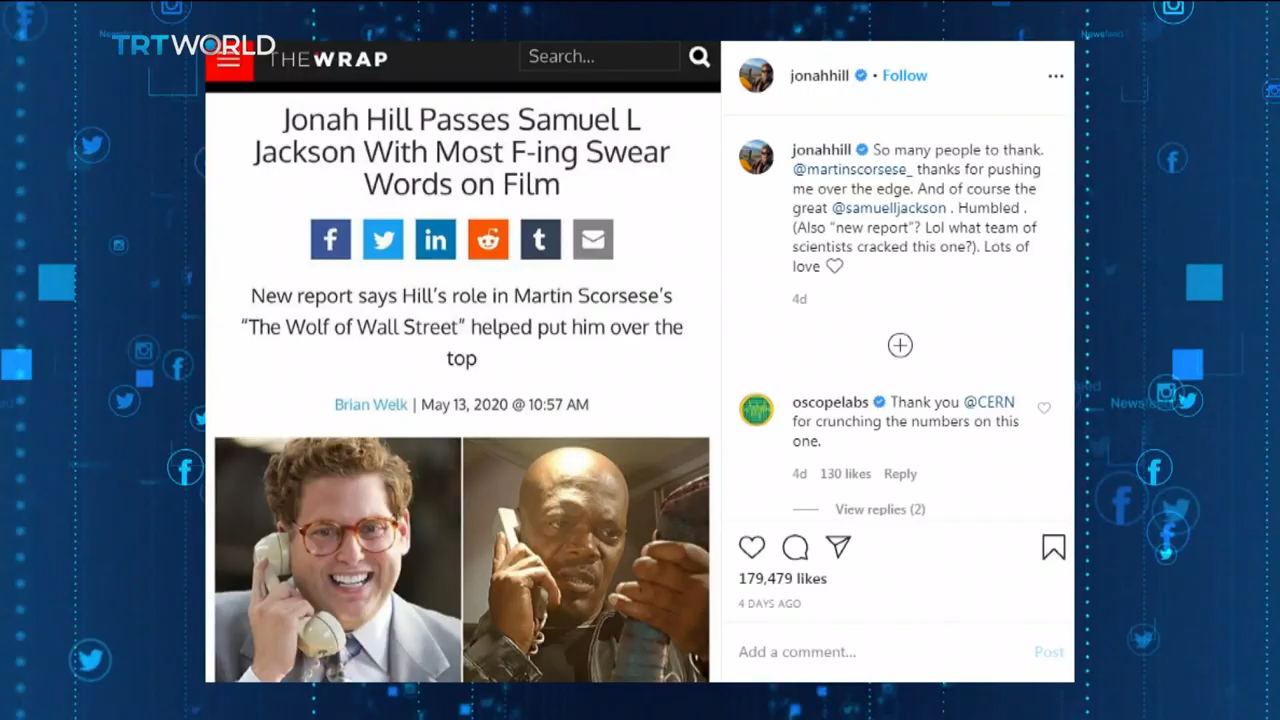 TRT WORLD
THE WRAP
Search...
Jonah Hill Passes Samuel L
Jackson With Most F-ing Swear
Words on Film
New report says Hill's role in Martin Scorsese's
“The Wolf of Wall Street” helped put him over the
top
Brian Welk | May 13, 2020 @ 10:57 AM
jonahhill • Follow
jonahhill So many people to thank.
@martinscorsese_ thanks for pushing
me over the edge. And of course the
great @samuelljackson . Humbled .
(Also “new report”? Lol what team of
scientists cracked this one?). Lots of
love
4d
oscopelabs Thank you @CERN
for crunching the numbers on this
one.
4d 130 likes Reply
View replies (2)
179,479 likes
4 DAYS AGO
Add a comment... Post